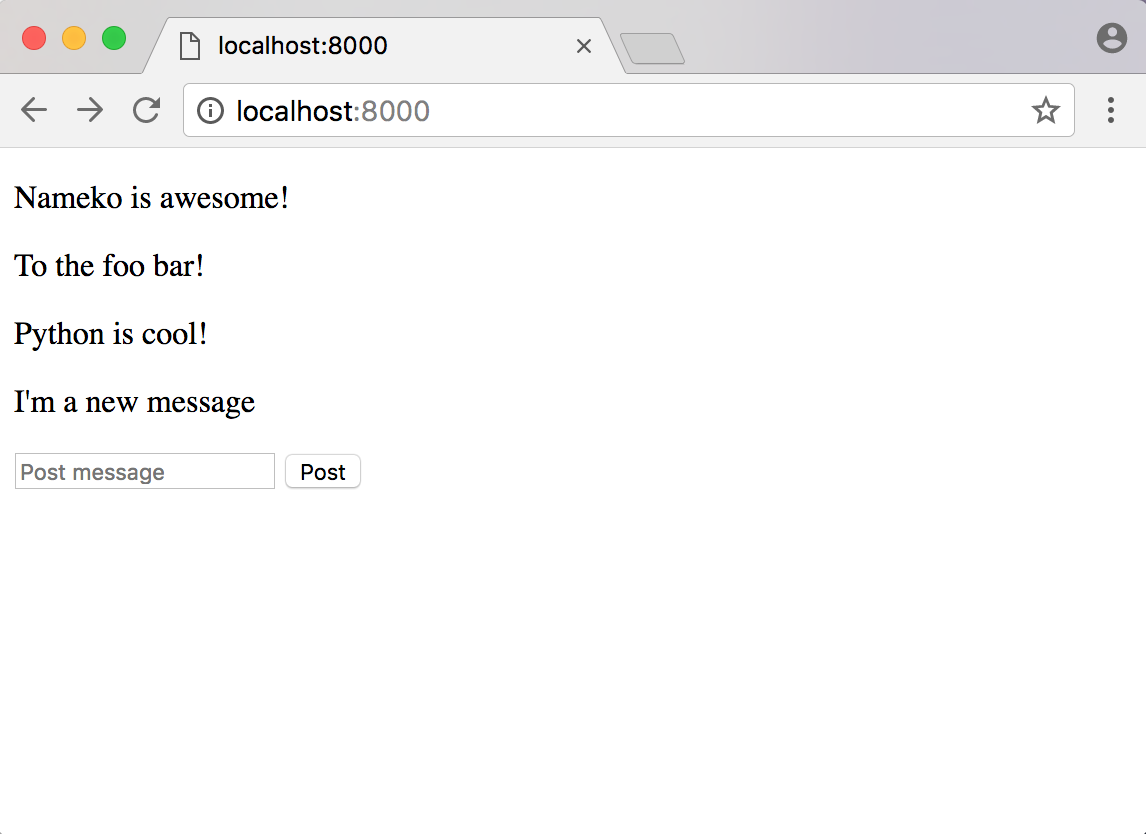 localhost:8000
localhost:8000
Nameko is awesome!
To the foo bar!
Python is cool!
I'm a new message
Post message Post